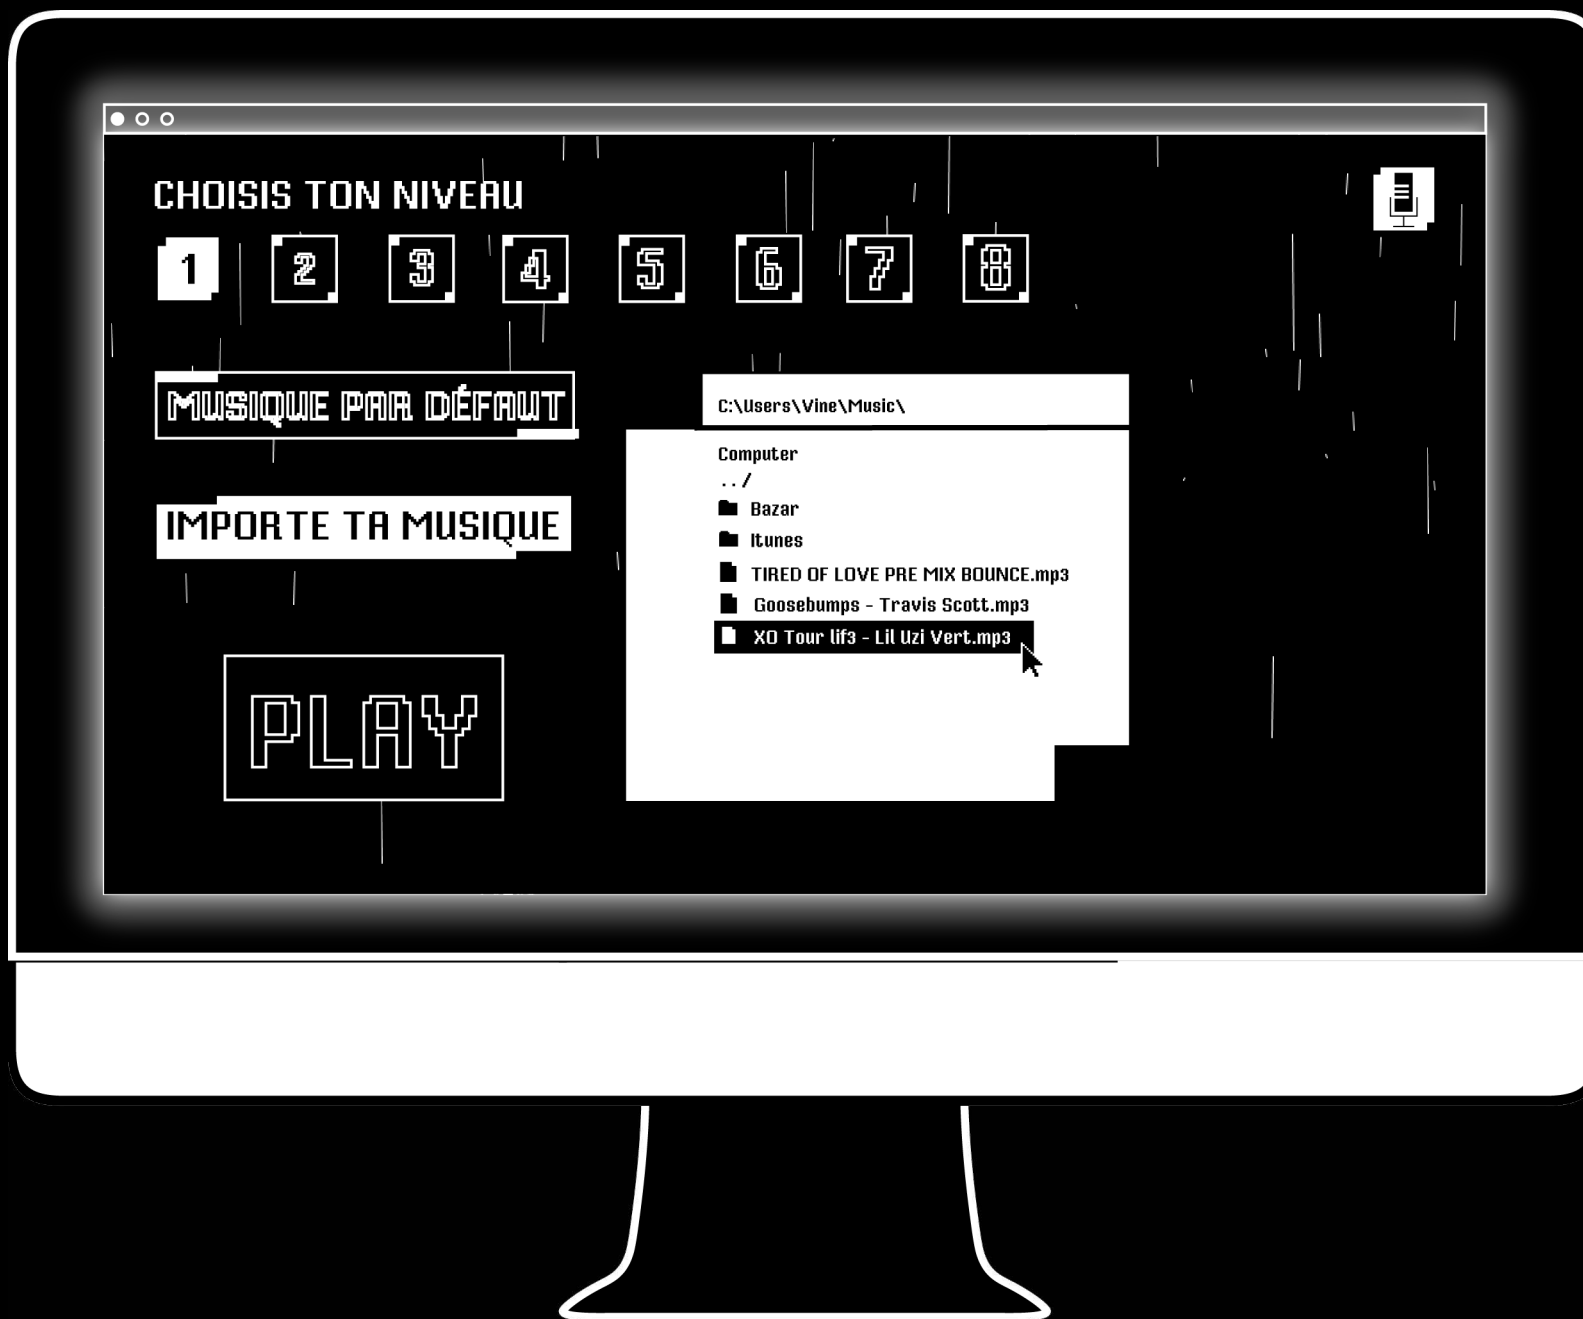 CHOISIS TON NIVEAU
1 2 3 4 5 6 7 8
MUSIQUE PAR DÉFAUT
IMPORTE TA MUSIQUE
PLAY
C:\Users\Vine\Music\
Computer
../
Bazar
Itunes
TIRED OF LOVE PRE MIX BOUNCE.mp3
Goosebumps - Travis Scott.mp3
XO Tour lif3 - Lil Uzi Vert.mp3